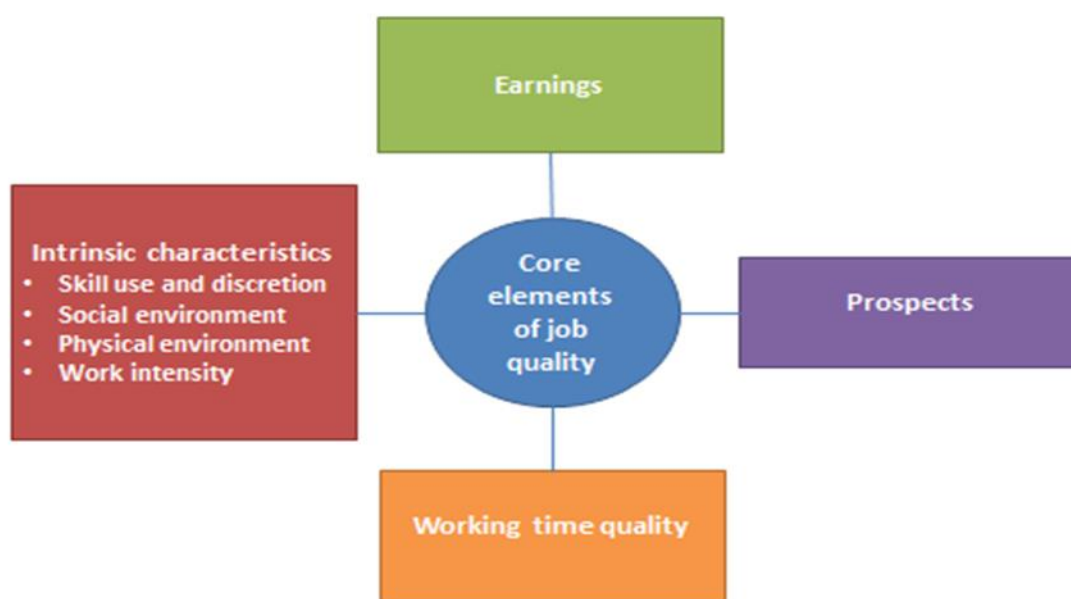 Earnings
Intrinsic characteristics
• Skill use and discretion
• Social environment
• Physical environment
• Work intensity
Core
elements
of job
quality
Prospects
Working time quality